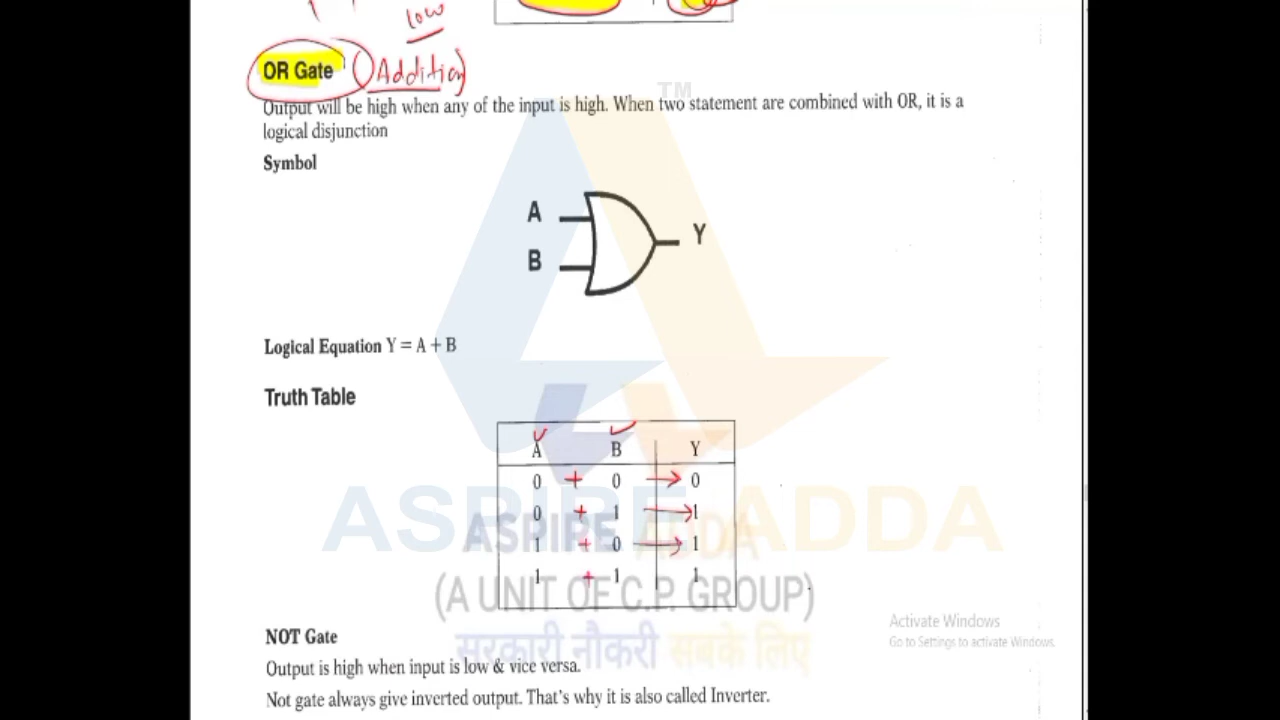 low
OR Gate (Addition)
TM
Output will be high when any of the input is high. When two statement are combined with OR, it is a
logical disjunction
Symbol
A
Y
B
Logical Equation Y = A + B
Truth Table
A B Y
0 + 0 → 0
0 + 1 → 1
1 + 0 → 1
1 + 1 1
ASPIRE ADDA
ASPIRE ADDA
(A UNIT OF C.P. GROUP)
सरकारी नौकरी सबके लिए
Activate Windows
Go to Settings to activate Windows.
NOT Gate
Output is high when input is low & vice versa.
Not gate always give inverted output. That's why it is also called Inverter.